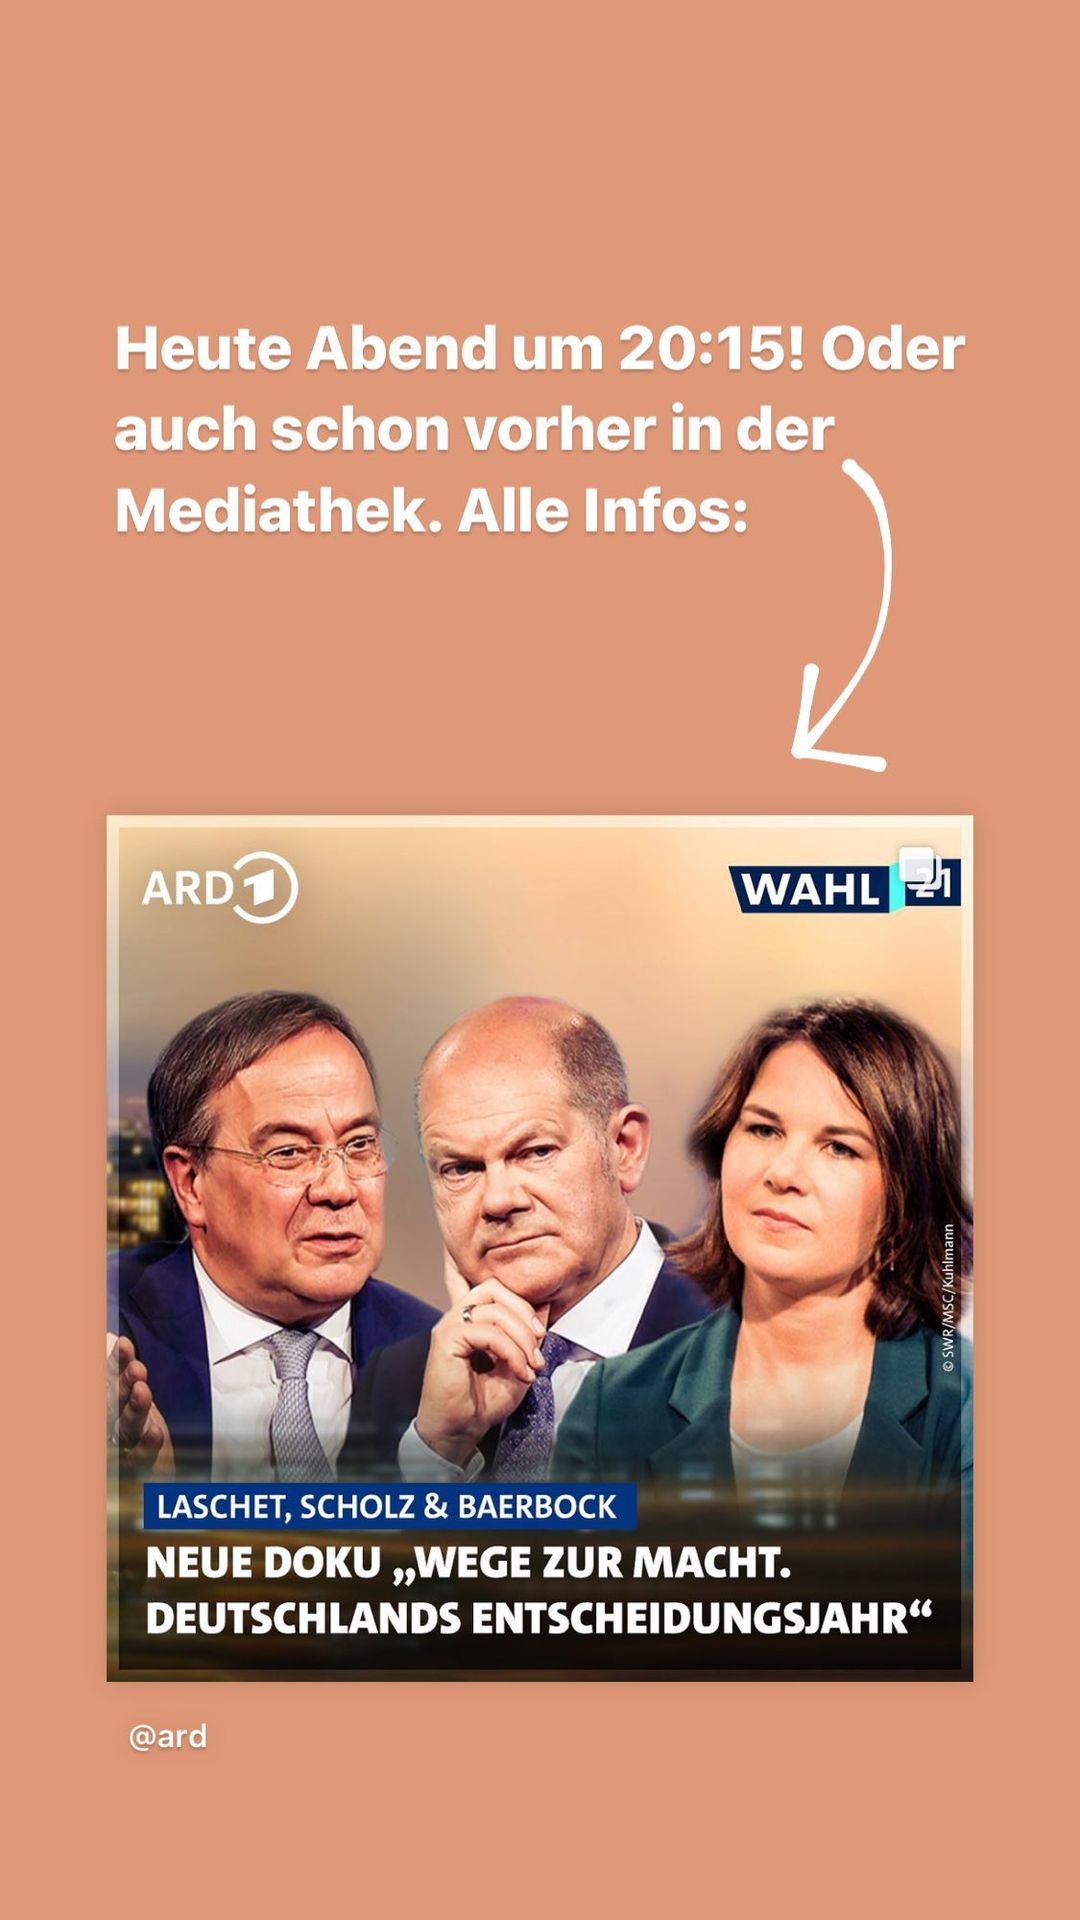 Heute Abend um 20:15! Oder
auch schon vorher in der
Mediathek. Alle Infos:
ARD 1
WAHL 21
© SWR/MSC/Kuhlmann
LASCHET, SCHOLZ & BAERBOCK
NEUE DOKU „WEGE ZUR MACHT.
DEUTSCHLANDS ENTSCHEIDUNGSJAHR“
@ard